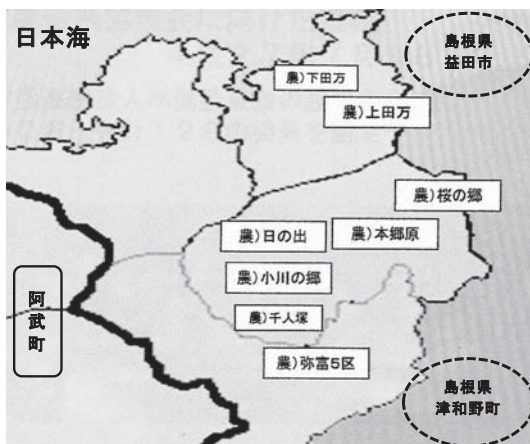 日本海
島根県
益田市
農)下田万
農)上田万
農)桜の郷
農)日の出
農)本郷原
農)小川の郷
阿武町
農)千人塚
農)弥富5区
島根県
津和野町